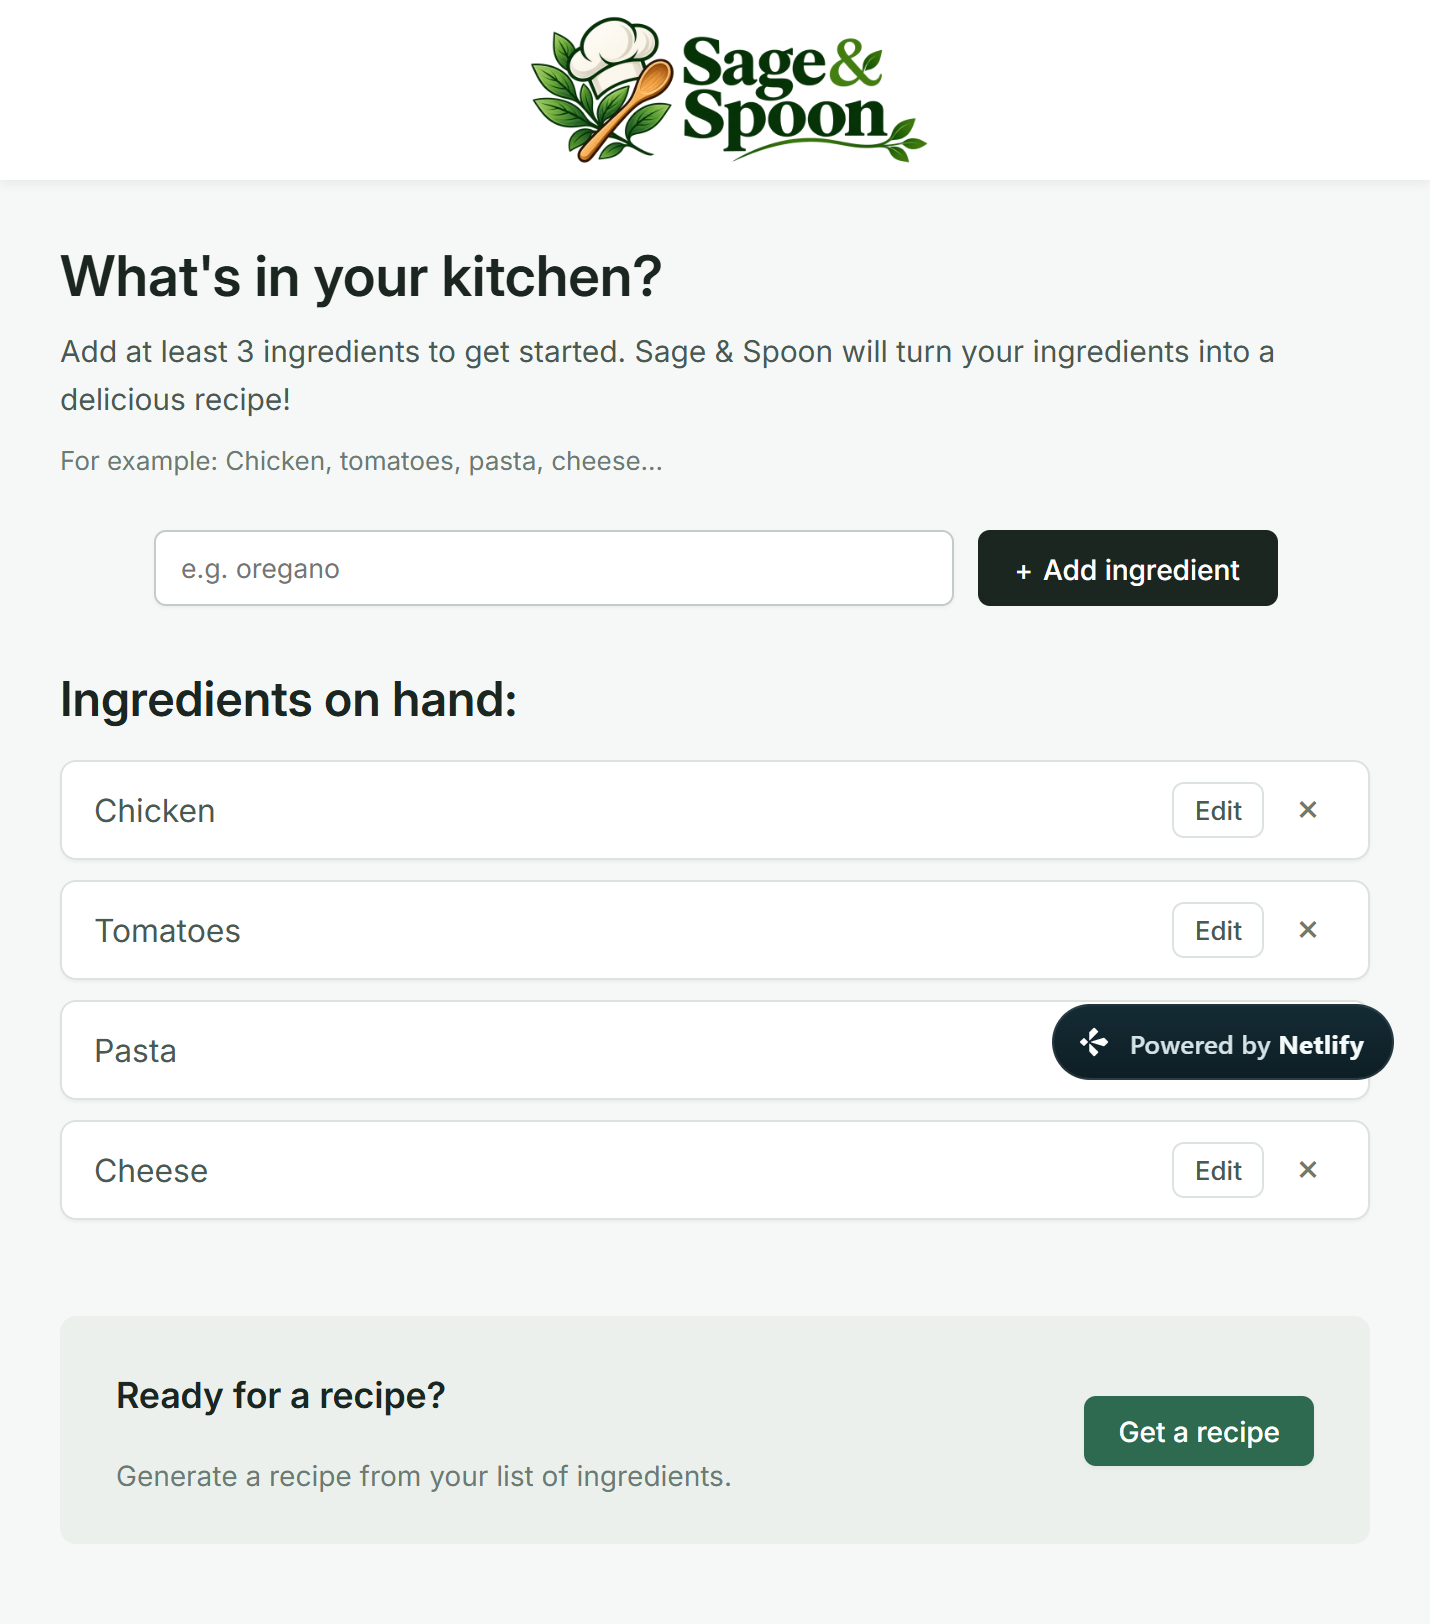 Sage &
Spoon
What's in your kitchen?
Add at least 3 ingredients to get started. Sage & Spoon will turn your ingredients into a
delicious recipe!
For example: Chicken, tomatoes, pasta, cheese...
e.g. oregano
+ Add ingredient
Ingredients on hand:
Chicken Edit ×
Tomatoes Edit ×
Pasta Powered by Netlify
Cheese Edit ×
Ready for a recipe?
Get a recipe
Generate a recipe from your list of ingredients.